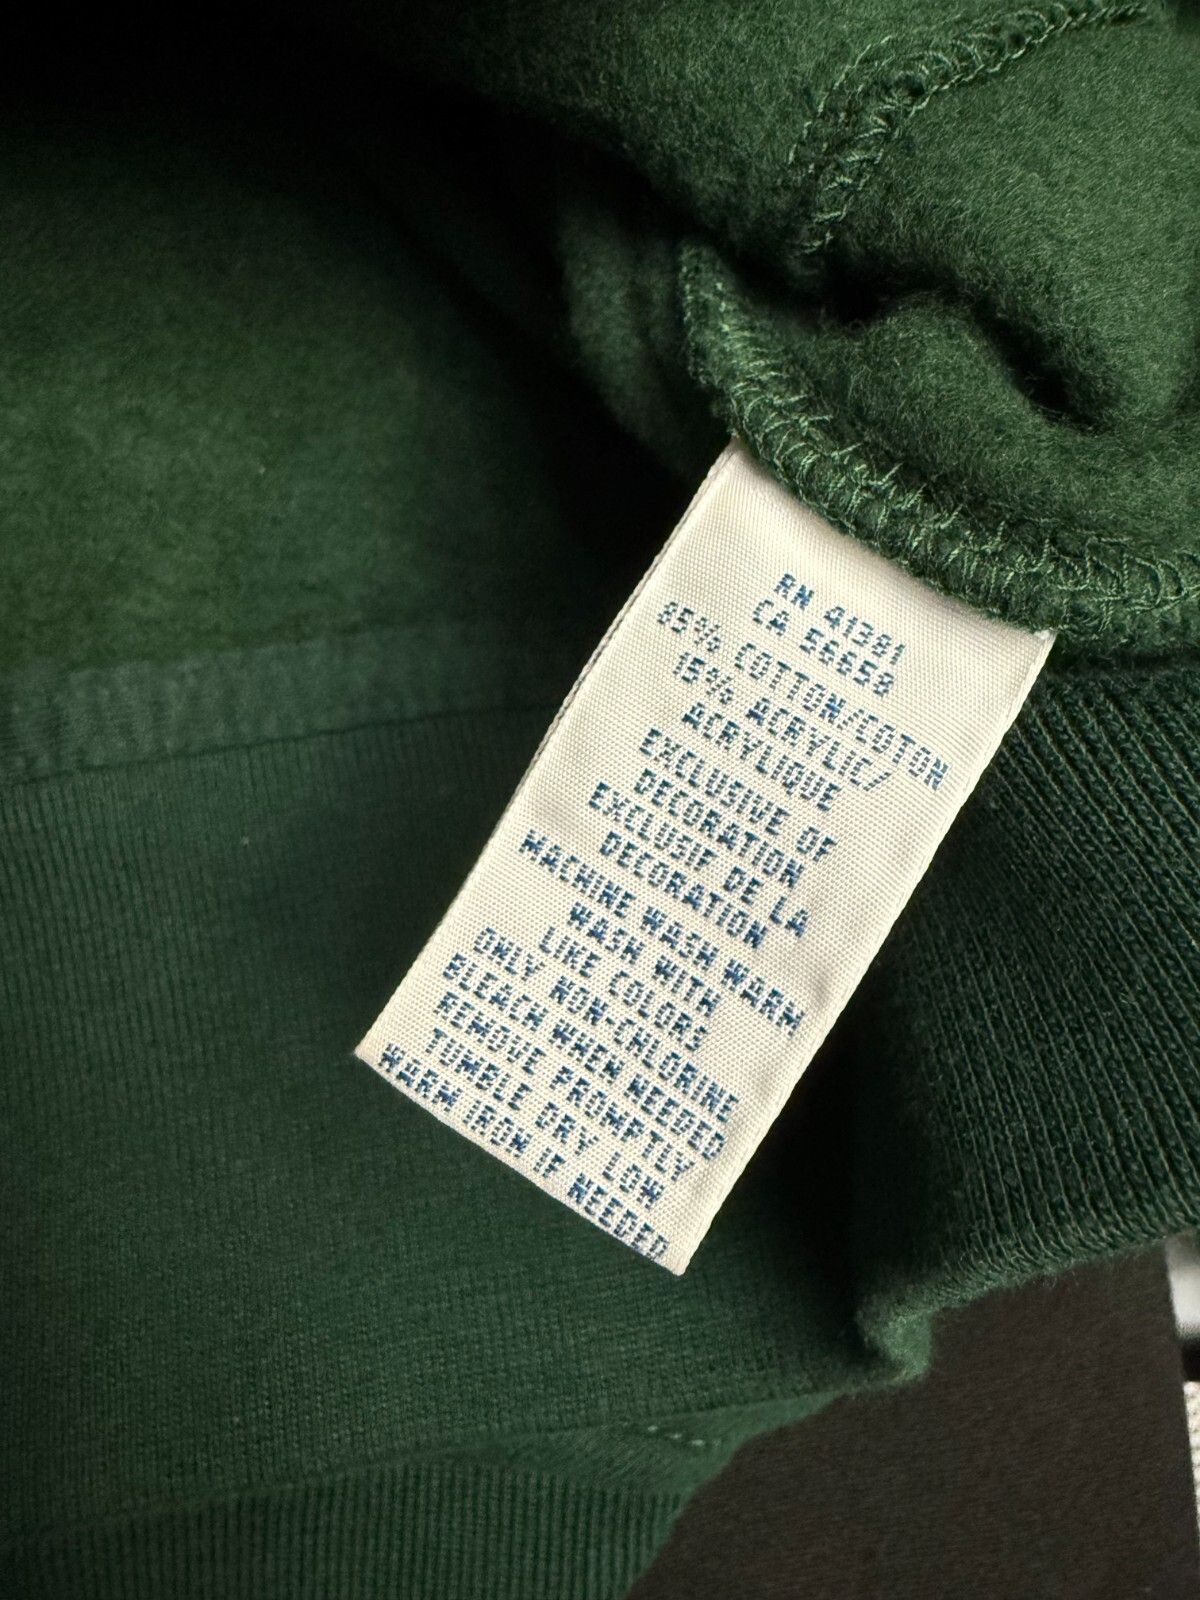 RN 41381
CA 56658
85% COTTON/COTON
15% ACRYLIC/
ACRYLIQUE
EXCLUSIVE OF
DECORATION
EXCLUSIF DE LA
DECORATION
MACHINE WASH WARM
WASH WITH
LIKE COLORS
ONLY NON-CHLORINE
BLEACH WHEN NEEDED
REMOVE PROMPTLY
TUMBLE DRY LOW
WARM IRON IF NEEDED